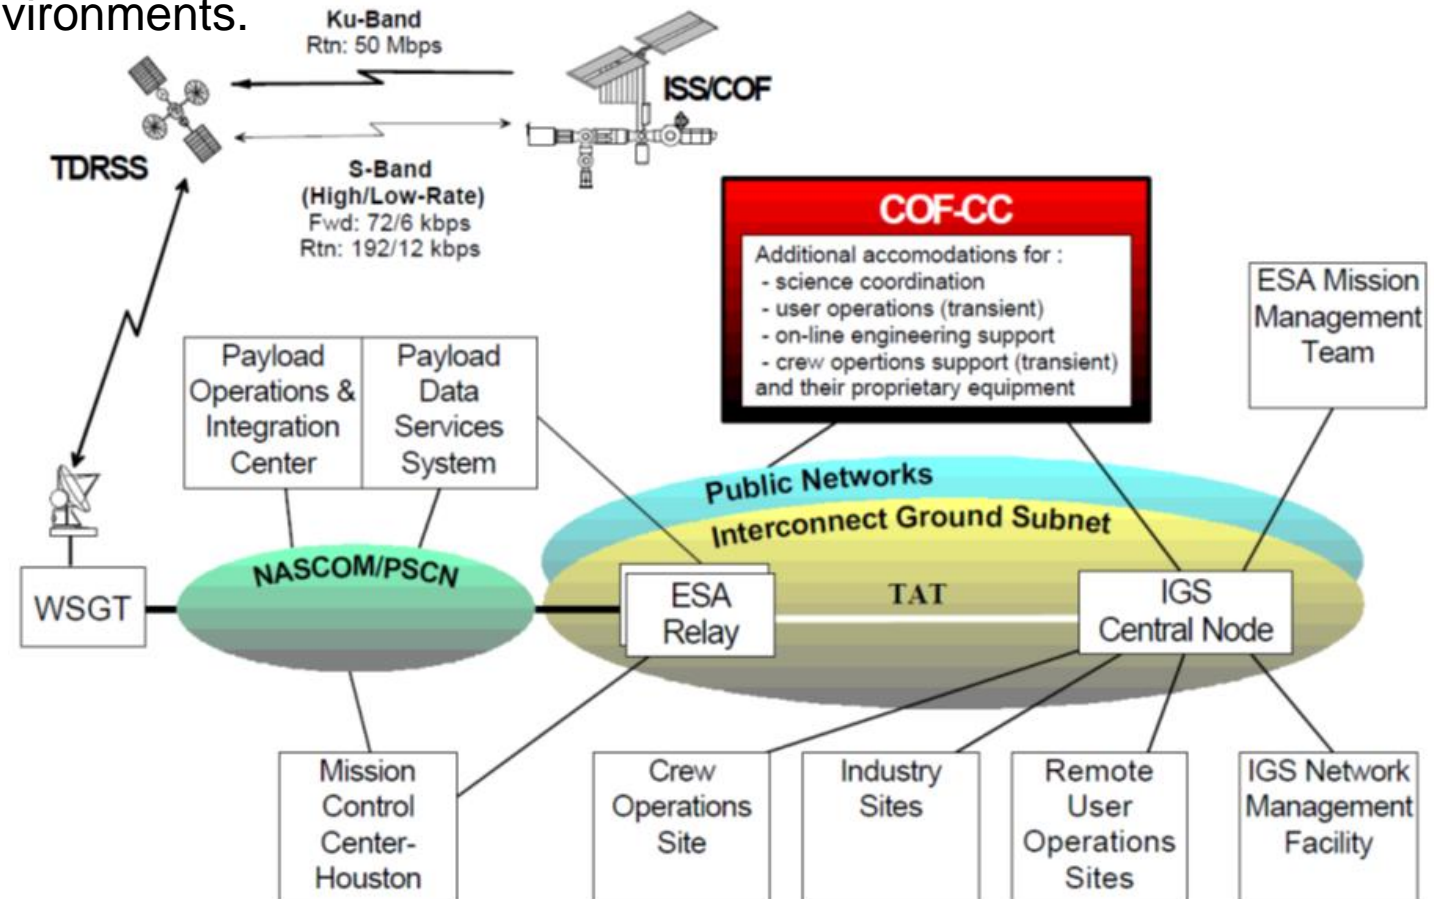 vironments.
Ku-Band
Rtn: 50 Mbps
ISS/COF
TDRSS
S-Band
(High/Low-Rate)
Fwd: 72/6 kbps
Rtn: 192/12 kbps
COF-CC
Additional accomodations for :
- science coordination
- user operations (transient)
- on-line engineering support
- crew opertions support (transient)
and their proprietary equipment
ESA Mission
Management
Team
Payload
Operations &
Integration
Center
Payload
Data
Services
System
Public Networks
Interconnect Ground Subnet
NASCOM/PSCN
WSGT
ESA
Relay
TAT
IGS
Central Node
Mission
Control
Center-
Houston
Crew
Operations
Site
Industry
Sites
Remote
User
Operations
Sites
IGS Network
Management
Facility